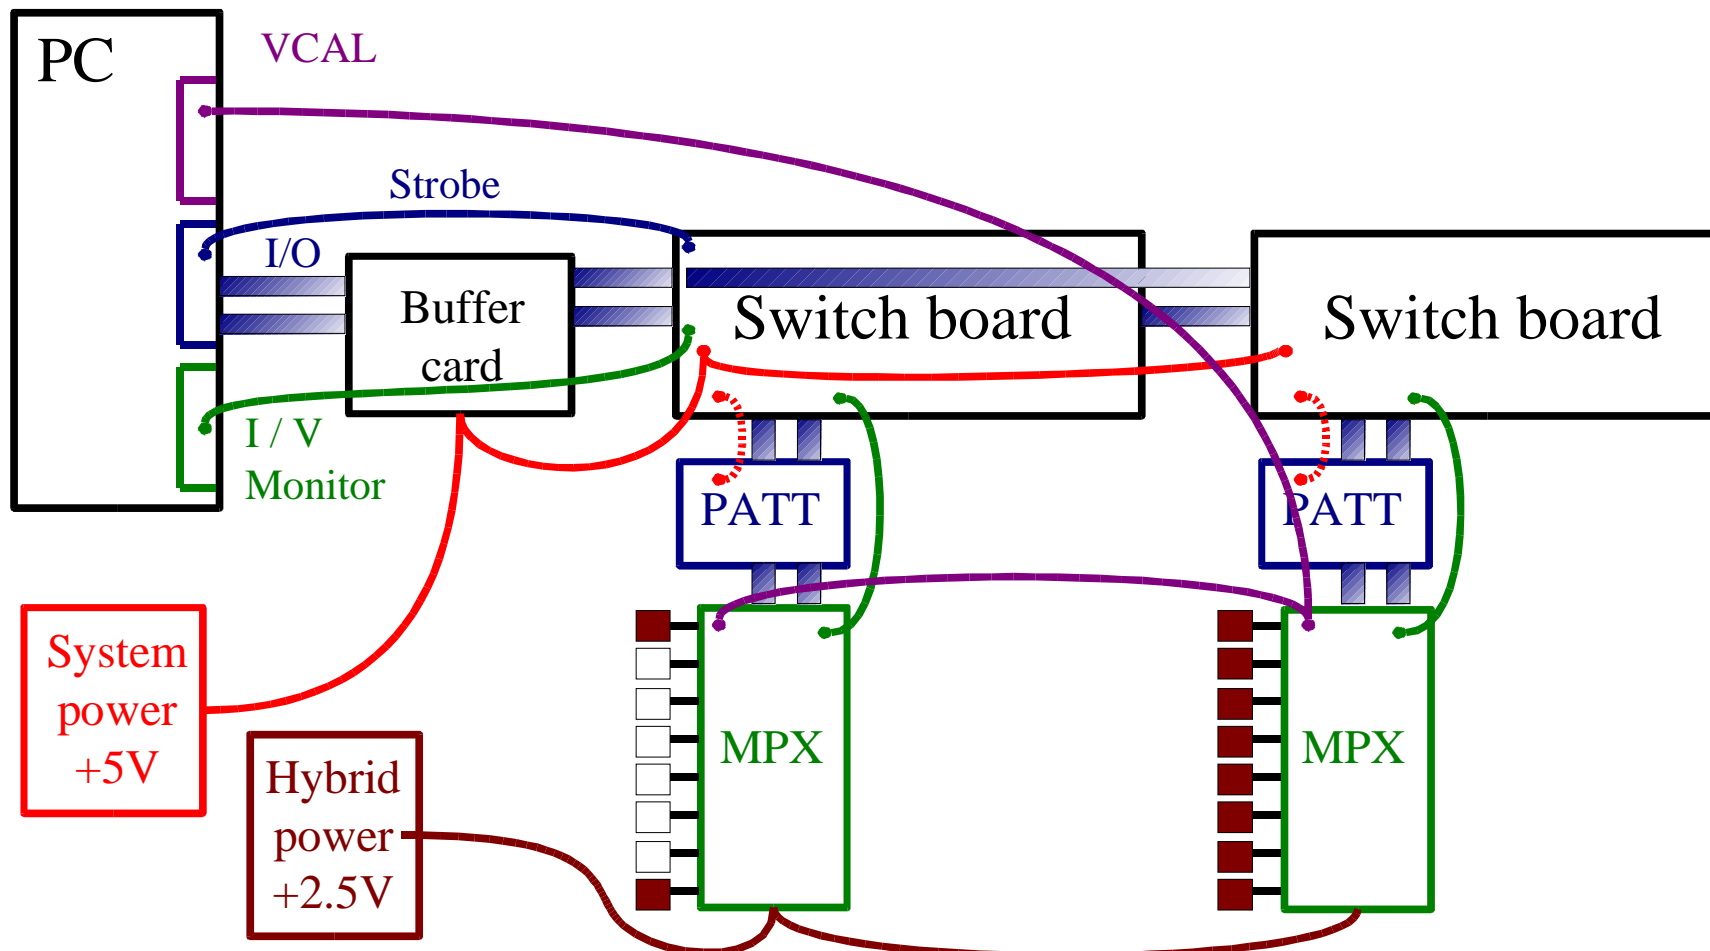 PC
VCAL
Strobe
I/O
Buffer
card
Switch board
Switch board
I / V
Monitor
PATT
PATT
System
power
+5V
Hybrid
power
+2.5V
MPX
MPX